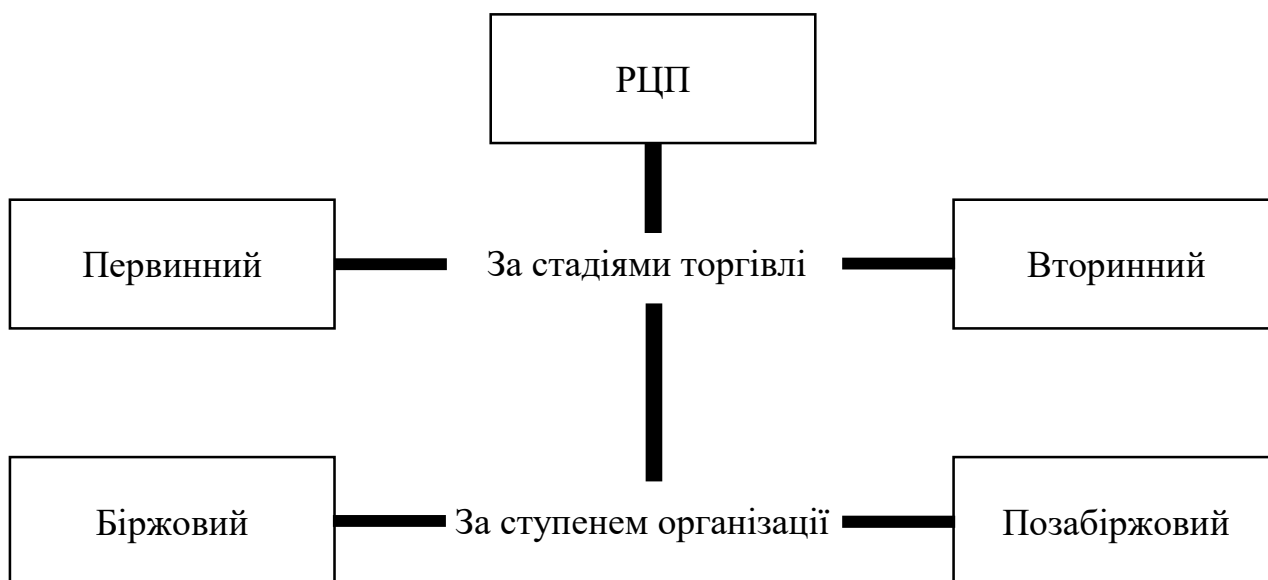 РЦП
Первинний
За стадіями торгівлі
Вторинний
Біржовий
За ступенем організації
Позабіржовий